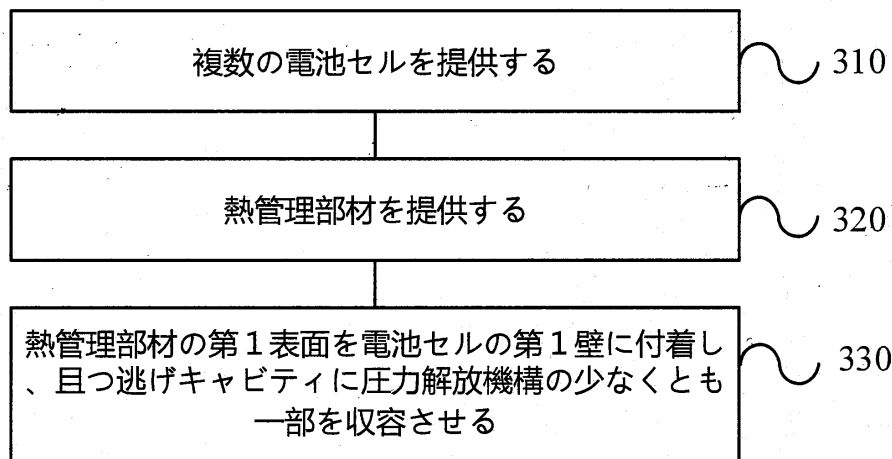 複数の電池セルを提供する
310
熱管理部材を提供する
320
熱管理部材の第１表面を電池セルの第１壁に付着し
、且つ逃げキャビティに圧力解放機構の少なくとも
一部を収容させる
330